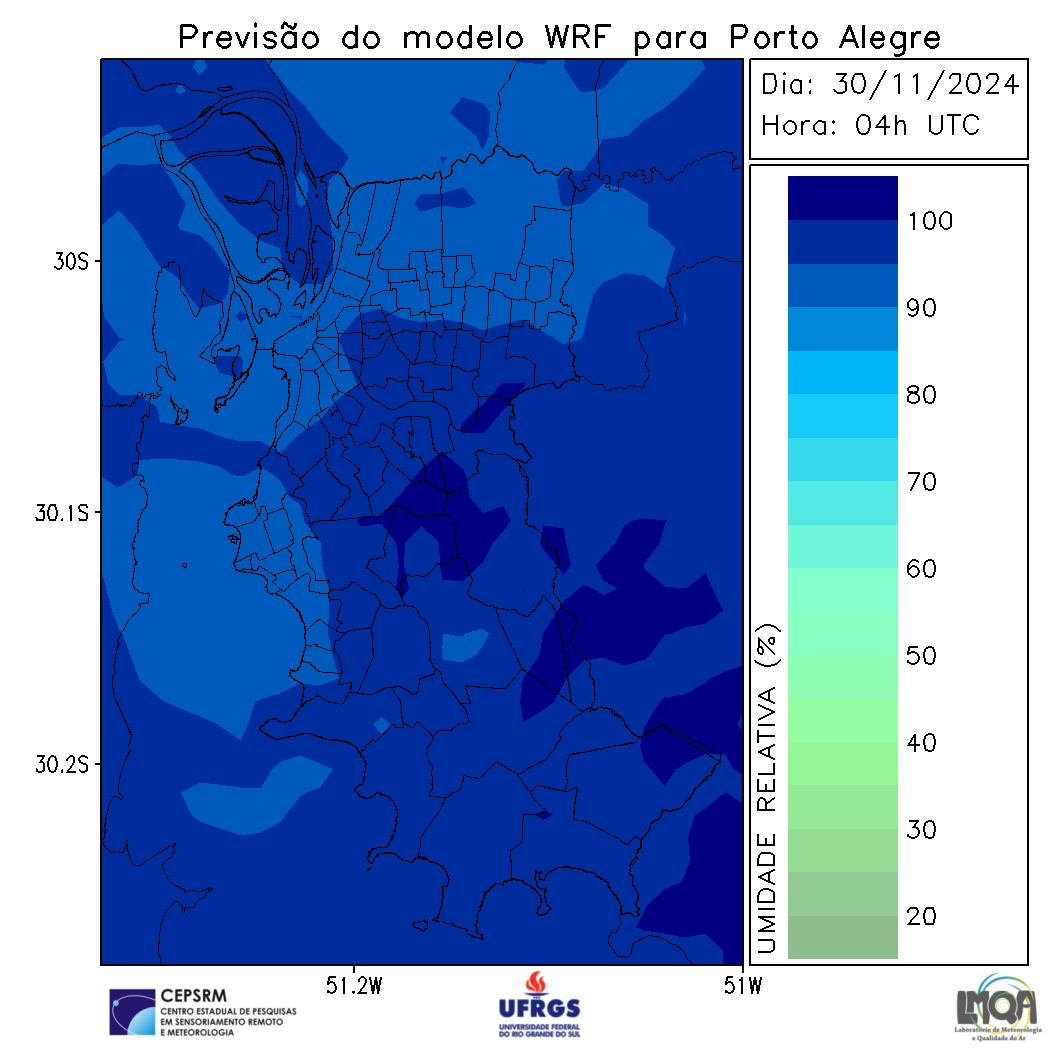 Previsão do modelo WRF para Porto Alegre
Dia: 30/11/2024
Hora: 04h UTC
30S
30.1S
30.2S
51.2W
51W
UMIDADE RELATIVA (%)
100
90
80
70
60
50
40
30
20
CEPSRM
CENTRO ESTADUAL DE PESQUISAS
EM SENSORIAMENTO REMOTO
E METEOROLOGIA
UFRGS
UNIVERSIDADE FEDERAL
DO RIO GRANDE DO SUL
LMQA
Laboratório de Meteorologia
e Qualidade do Ar